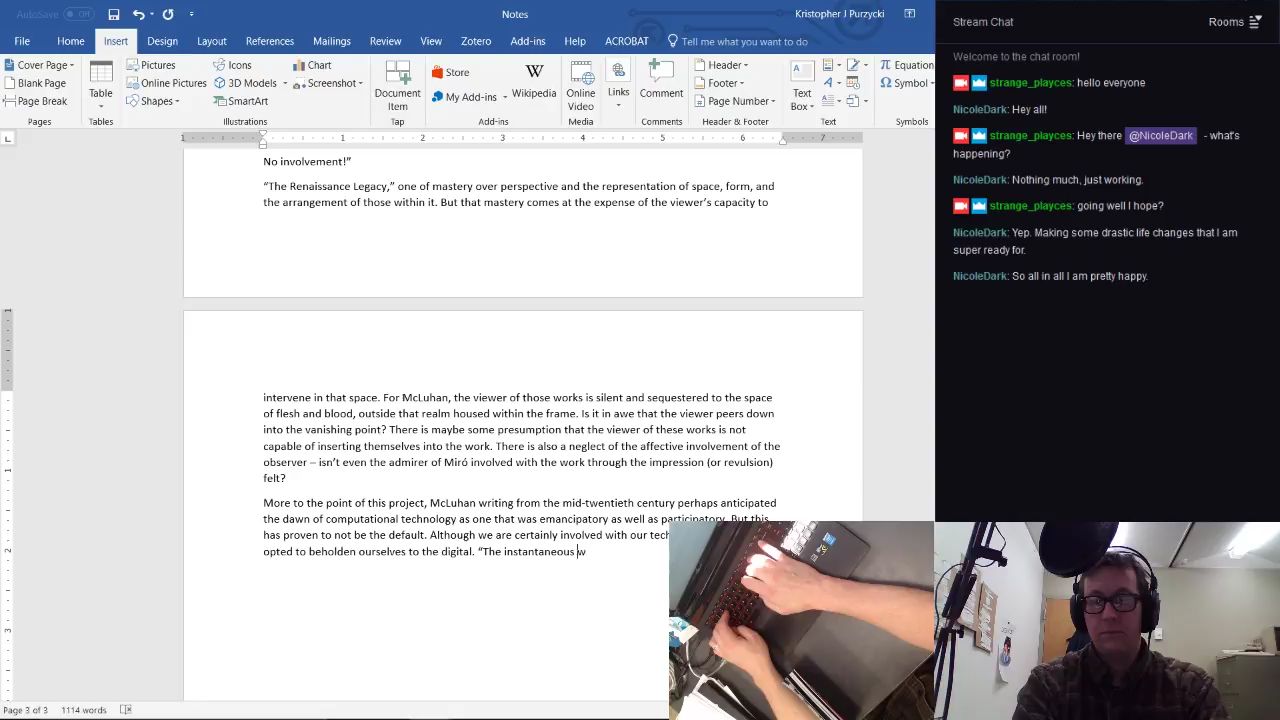 AutoSave
Off
Notes
Kristopher J Purzycki
File Home Insert Design Layout References Mailings Review View Zotero Add-ins Help ACROBAT Tell me what you want to do
Cover Page
Blank Page
Page Break
Pages
Table
Tables
Pictures
Online Pictures
Shapes
Icons
3D Models
SmartArt
Chart
Screenshot
Illustrations
Document
Item
Store
My Add-ins
W
Wikipedia
Add-ins
Online
Video
Media
Links
Comment
Comments
Header
Footer
Page Number
Header & Footer
A
Text
Box
Text
Equation
Symbol
Symbols
1 1 2 3 4 5 6 7
No involvement!”
“The Renaissance Legacy,” one of mastery over perspective and the representation of space, form, and
the arrangement of those within it. But that mastery comes at the expense of the viewer’s capacity to
intervene in that space. For McLuhan, the viewer of those works is silent and sequestered to the space
of flesh and blood, outside that realm housed within the frame. Is it in awe that the viewer peers down
into the vanishing point? There is maybe some presumption that the viewer of these works is not
capable of inserting themselves into the work. There is also a neglect of the affective involvement of the
observer – isn’t even the admirer of Miró involved with the work through the impression (or revulsion)
felt?
More to the point of this project, McLuhan writing from the mid-twentieth century perhaps anticipated
the dawn of computational technology as one that was emancipatory as well as participatory. But this
has proven to not be the default. Although we are certainly involved with our tech
opted to beholden ourselves to the digital. “The instantaneous w
1
1
2
3
Page 3 of 3 1114 words
Stream Chat
Rooms
Welcome to the chat room!
strange_playces: hello everyone
NicoleDark: Hey all!
strange_playces: Hey there @NicoleDark - what's
happening?
NicoleDark: Nothing much, just working.
strange_playces: going well I hope?
NicoleDark: Yep. Making some drastic life changes that I am
super ready for.
NicoleDark: So all in all I am pretty happy.